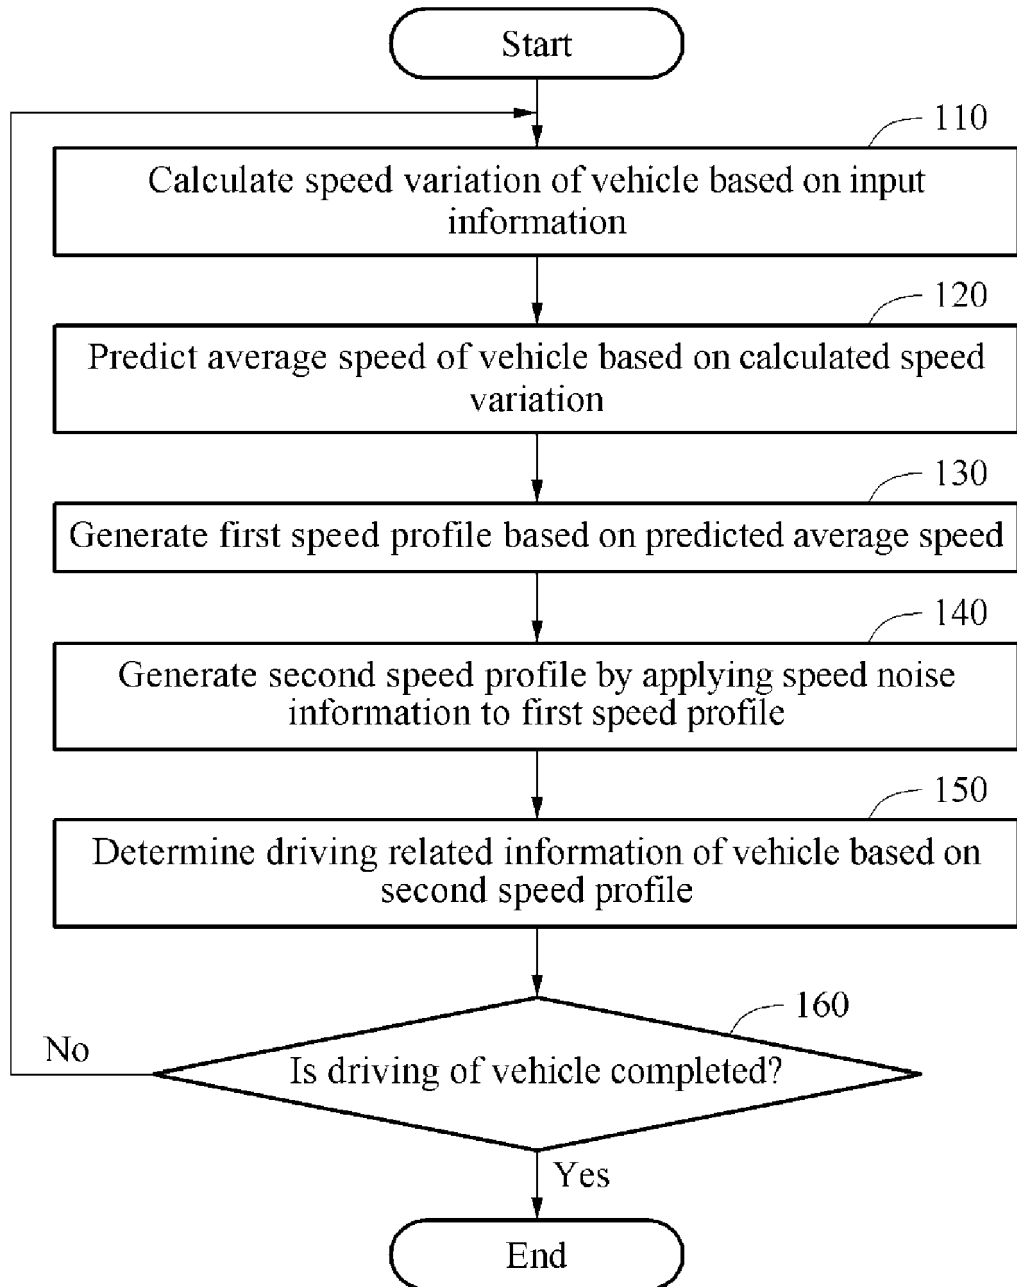 Start
110
Calculate speed variation of vehicle based on input
information
120
Predict average speed of vehicle based on calculated speed
variation
130
Generate first speed profile based on predicted average speed
140
Generate second speed profile by applying speed noise
information to first speed profile
150
Determine driving related information of vehicle based on
second speed profile
160
No
Is driving of vehicle completed?
Yes
End